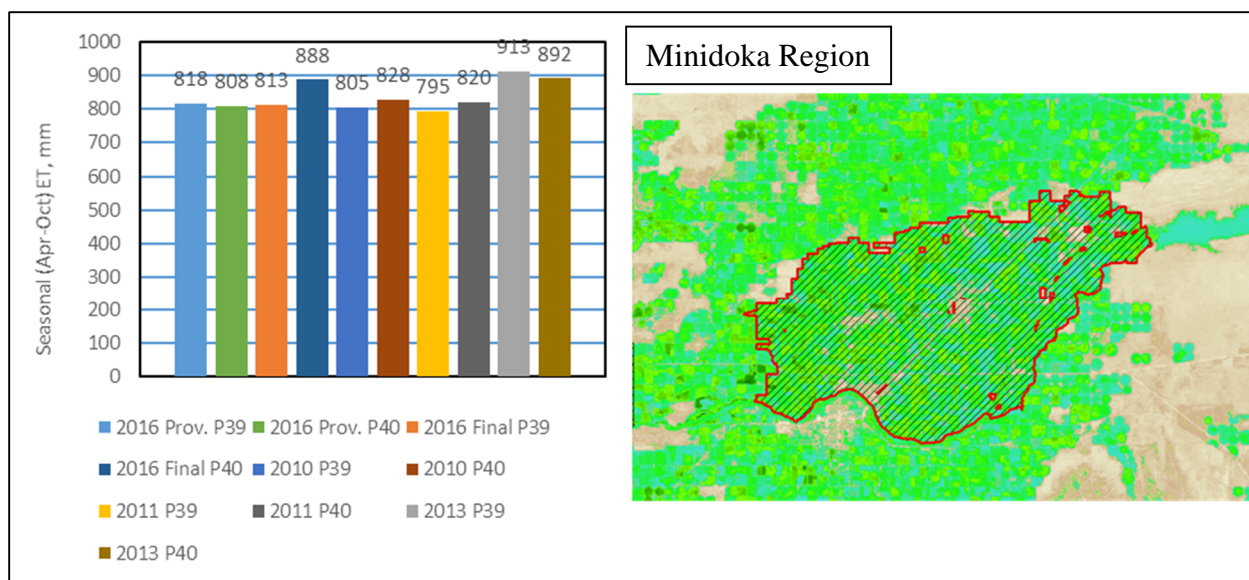 Minidoka Region
Seasonal (Apr-Oct) ET, mm
1000
900
800
700
600
500
400
300
200
100
0
818
808
813
888
805
828
795
820
913
892
2016 Prov. P39
2016 Prov. P40
2016 Final P39
2016 Final P40
2010 P39
2010 P40
2011 P39
2011 P40
2013 P39
2013 P40